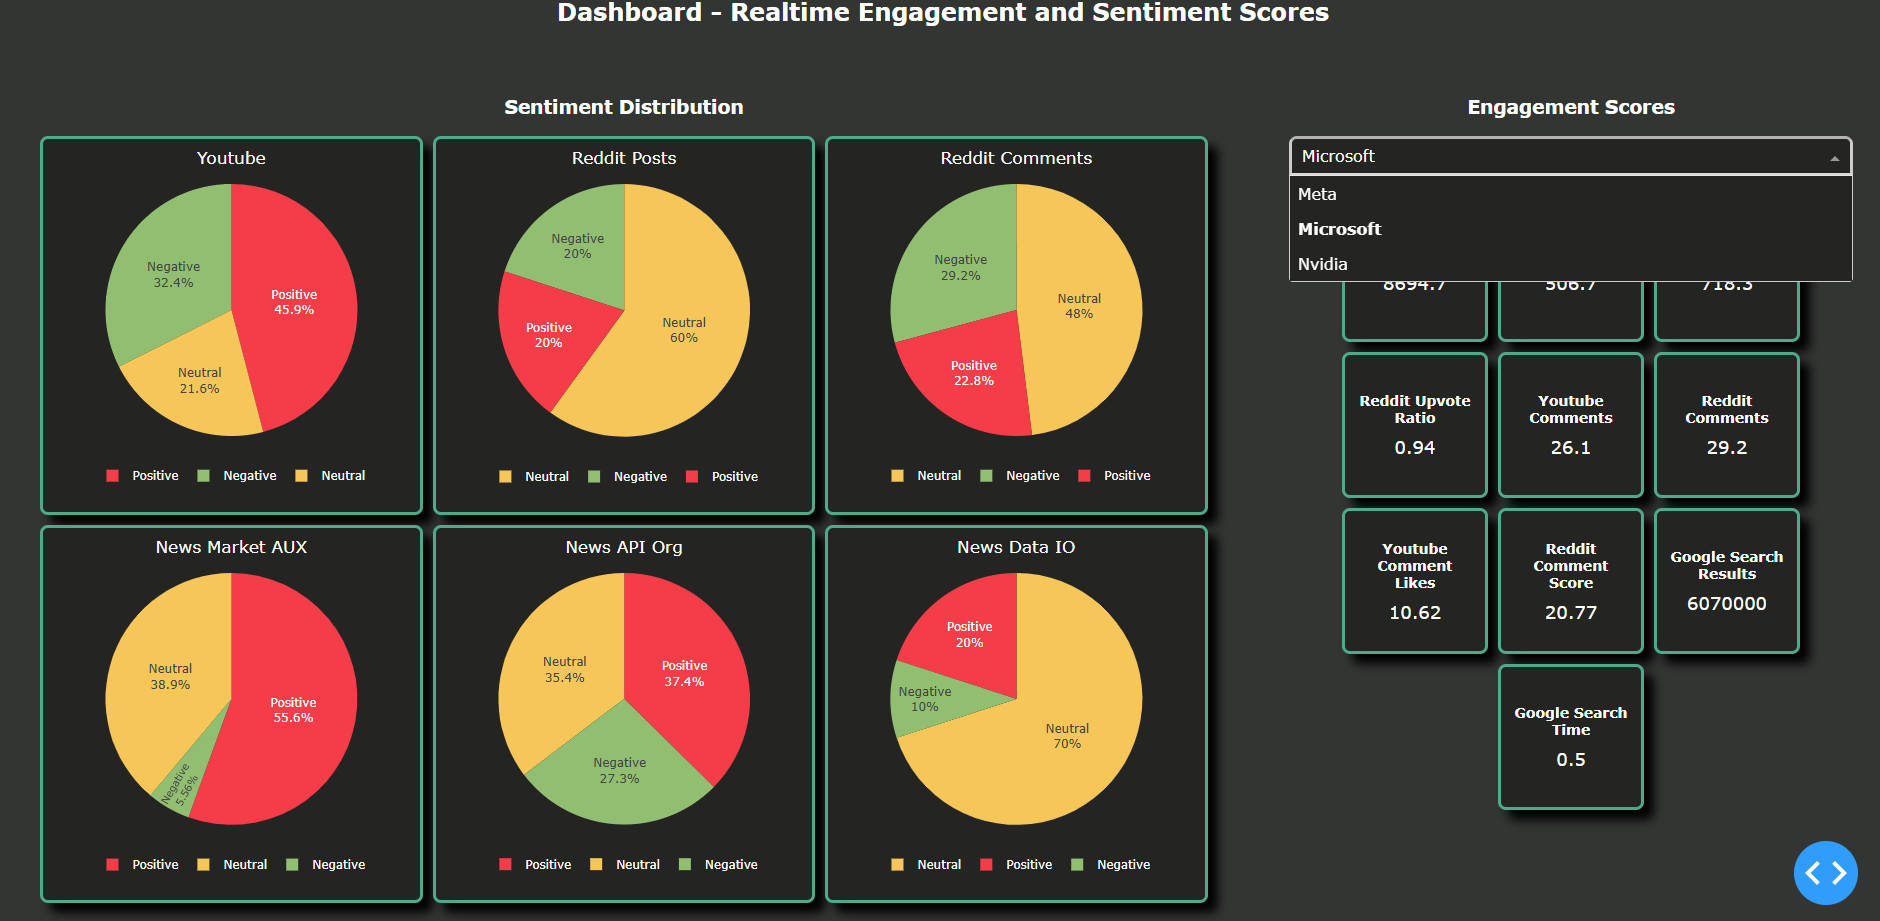 Dashboard - Realtime Engagement and Sentiment Scores
Sentiment Distribution
Youtube
Negative
32.4%
Positive
45.9%
Neutral
21.6%
Positive Negative Neutral
Reddit Posts
Negative
20%
Positive
20%
Neutral
60%
Neutral Negative Positive
Reddit Comments
Negative
29.2%
Neutral
48%
Positive
22.8%
Neutral Negative Positive
News Market AUX
Neutral
38.9%
Positive
55.6%
Negative
5.56%
Positive Neutral Negative
News API Org
Neutral
35.4%
Positive
37.4%
Negative
27.3%
Positive Neutral Negative
News Data IO
Positive
20%
Negative
10%
Neutral
70%
Neutral Positive Negative
Engagement Scores
Microsoft
Meta
Microsoft
Nvidia
8694.7
506.7
718.3
Reddit Upvote
Ratio
0.94
Youtube
Comments
26.1
Reddit
Comments
29.2
Youtube
Comment
Likes
10.62
Reddit
Comment
Score
20.77
Google Search
Results
6070000
Google Search
Time
0.5